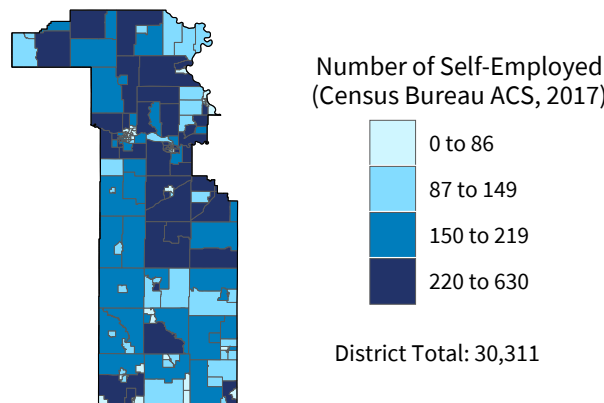 Number of Self-Employed
(Census Bureau ACS, 2017)
0 to 86
87 to 149
150 to 219
220 to 630
District Total: 30,311